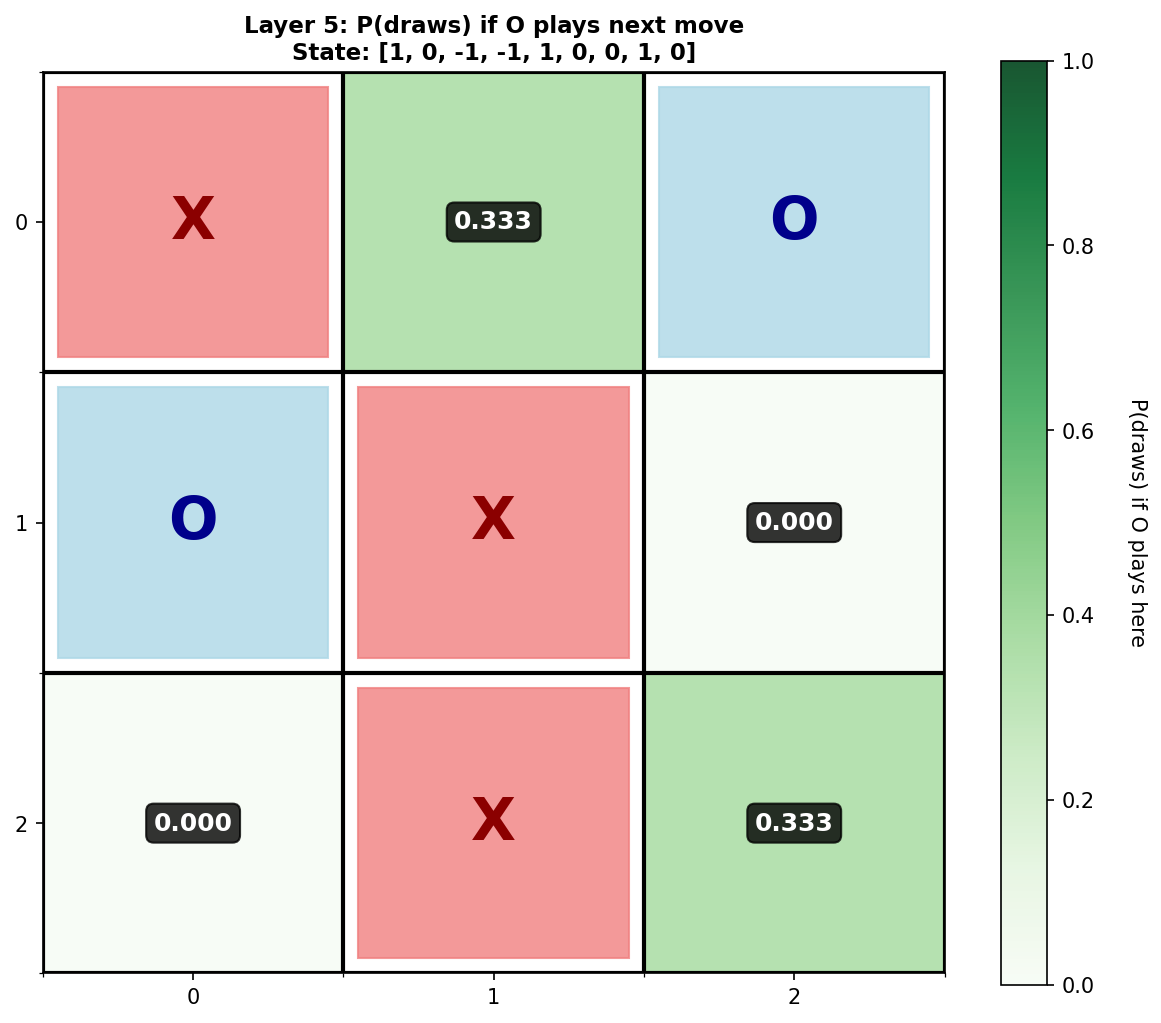 Layer 5: P(draws) if O plays next move
State: [1, 0, -1, -1, 1, 0, 0, 1, 0]
0
X
0.333
O
1
O
X
0.000
2
0.000
X
0.333
0
1
2
1.0
0.8
0.6
0.4
0.2
0.0
P(draws) if O plays here